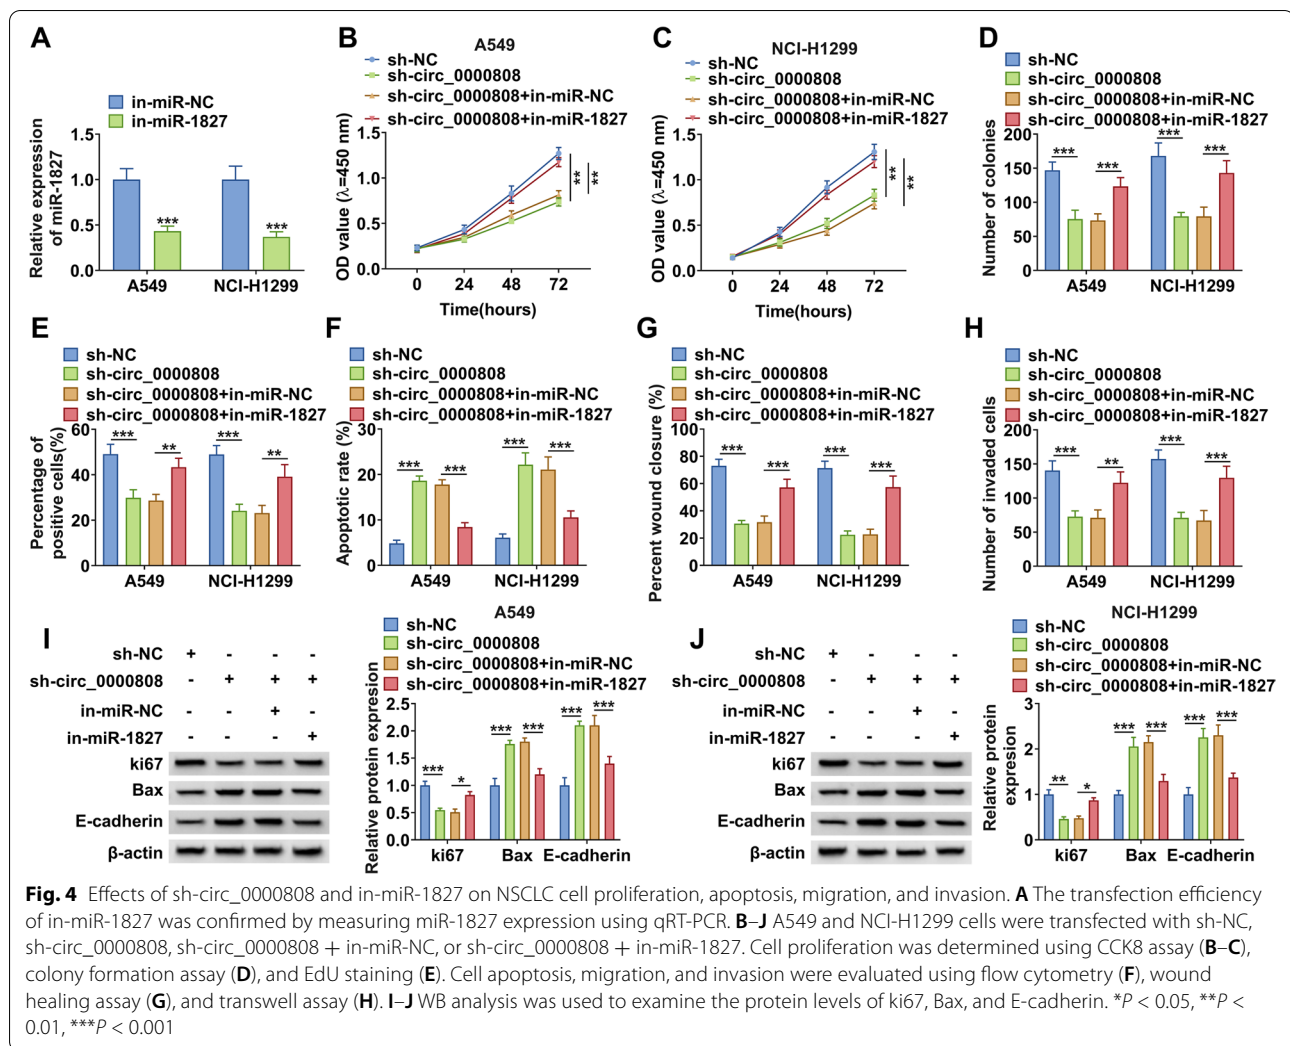 A
in-miR-NC
in-miR-1827
Relative expression
of miR-1827
1.5
1.0
0.5
0.0
***
***
A549
NCI-H1299
B
A549
sh-NC
sh-circ_0000808
sh-circ_0000808+in-miR-NC
sh-circ_0000808+in-miR-1827
OD value (λ=450 nm)
1.5
1.0
0.5
0.0
**
**
0 24 48 72
Time(hours)
C
NCI-H1299
sh-NC
sh-circ_0000808
sh-circ_0000808+in-miR-NC
sh-circ_0000808+in-miR-1827
OD value (λ=450 nm)
1.5
1.0
0.5
0.0
**
**
0 24 48 72
Time(hours)
D
sh-NC
sh-circ_0000808
sh-circ_0000808+in-miR-NC
sh-circ_0000808+in-miR-1827
Number of colonies
200
150
100
50
0
*** *** *** ***
A549 NCI-H1299
E
sh-NC
sh-circ_0000808
sh-circ_0000808+in-miR-NC
sh-circ_0000808+in-miR-1827
Percentage of
positive cells(%)
60
40
20
0
*** ** *** **
A549 NCI-H1299
F
sh-NC
sh-circ_0000808
sh-circ_0000808+in-miR-NC
sh-circ_0000808+in-miR-1827
Apoptotic rate (%)
30
20
10
0
*** *** *** ***
A549 NCI-H1299
G
sh-NC
sh-circ_0000808
sh-circ_0000808+in-miR-NC
sh-circ_0000808+in-miR-1827
Percent wound closure (%)
100
80
60
40
20
0
*** *** *** ***
A549 NCI-H1299
H
sh-NC
sh-circ_0000808
sh-circ_0000808+in-miR-NC
sh-circ_0000808+in-miR-1827
Number of invaded cells
200
150
100
50
0
*** ** *** ***
A549 NCI-H1299
I
sh-NC + - - -
sh-circ_0000808 - + + +
in-miR-NC - - + -
in-miR-1827 - - - +
ki67
Bax
E-cadherin
β-actin
A549
sh-NC
sh-circ_0000808
sh-circ_0000808+in-miR-NC
sh-circ_0000808+in-miR-1827
Relative protein expresion
2.5
2.0
1.5
1.0
0.5
0.0
*** * *** *** *** ***
ki67 Bax E-cadherin
J
sh-NC + - - -
sh-circ_0000808 - + + +
in-miR-NC - - + -
in-miR-1827 - - - +
ki67
Bax
E-cadherin
β-actin
NCI-H1299
sh-NC
sh-circ_0000808
sh-circ_0000808+in-miR-NC
sh-circ_0000808+in-miR-1827
Relative protein
expresion
3
2
1
0
** * *** *** *** ***
ki67 Bax E-cadherin
Fig. 4 Effects of sh-circ_0000808 and in-miR-1827 on NSCLC cell proliferation, apoptosis, migration, and invasion. A The transfection efficiency
of in-miR-1827 was confirmed by measuring miR-1827 expression using qRT-PCR. B–J A549 and NCI-H1299 cells were transfected with sh-NC,
sh-circ_0000808, sh-circ_0000808 + in-miR-NC, or sh-circ_0000808 + in-miR-1827. Cell proliferation was determined using CCK8 assay (B–C),
colony formation assay (D), and EdU staining (E). Cell apoptosis, migration, and invasion were evaluated using flow cytometry (F), wound
healing assay (G), and transwell assay (H). I–J WB analysis was used to examine the protein levels of ki67, Bax, and E-cadherin. *P < 0.05, **P <
0.01, ***P < 0.001